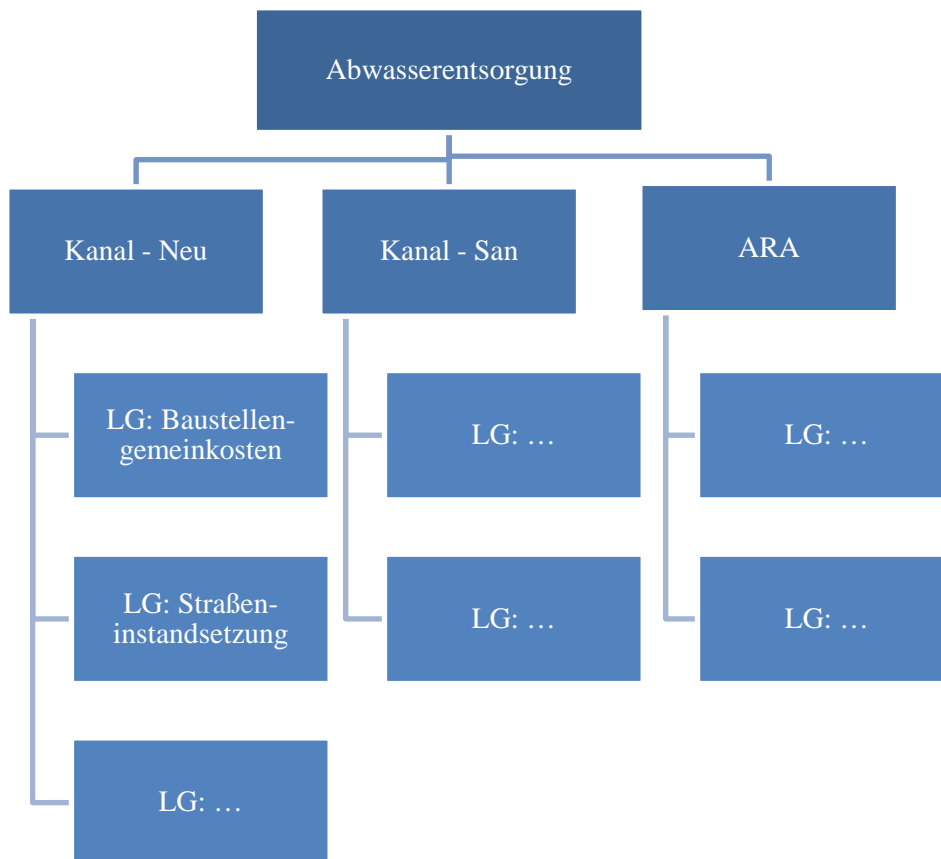 Abwasserentsorgung
Kanal - Neu
Kanal - San
ARA
LG: Baustellen-
gemeinkosten
LG: …
LG: …
LG: Straßen-
instandsetzung
LG: …
LG: …
LG: …